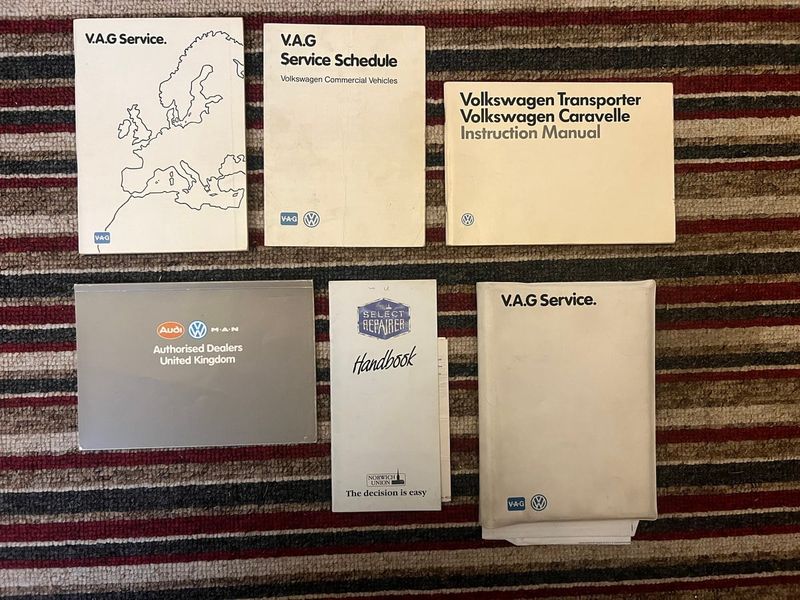 V.A.G Service.
V·A·G
V.A.G
Service Schedule
Volkswagen Commercial Vehicles
V·A·G
Volkswagen Transporter
Volkswagen Caravelle
Instruction Manual
Audi
M·A·N
Authorised Dealers
United Kingdom
SELECT
REPAIRER
Handbook
NORWICH
UNION
The decision is easy
V.A.G Service.
V·A·G